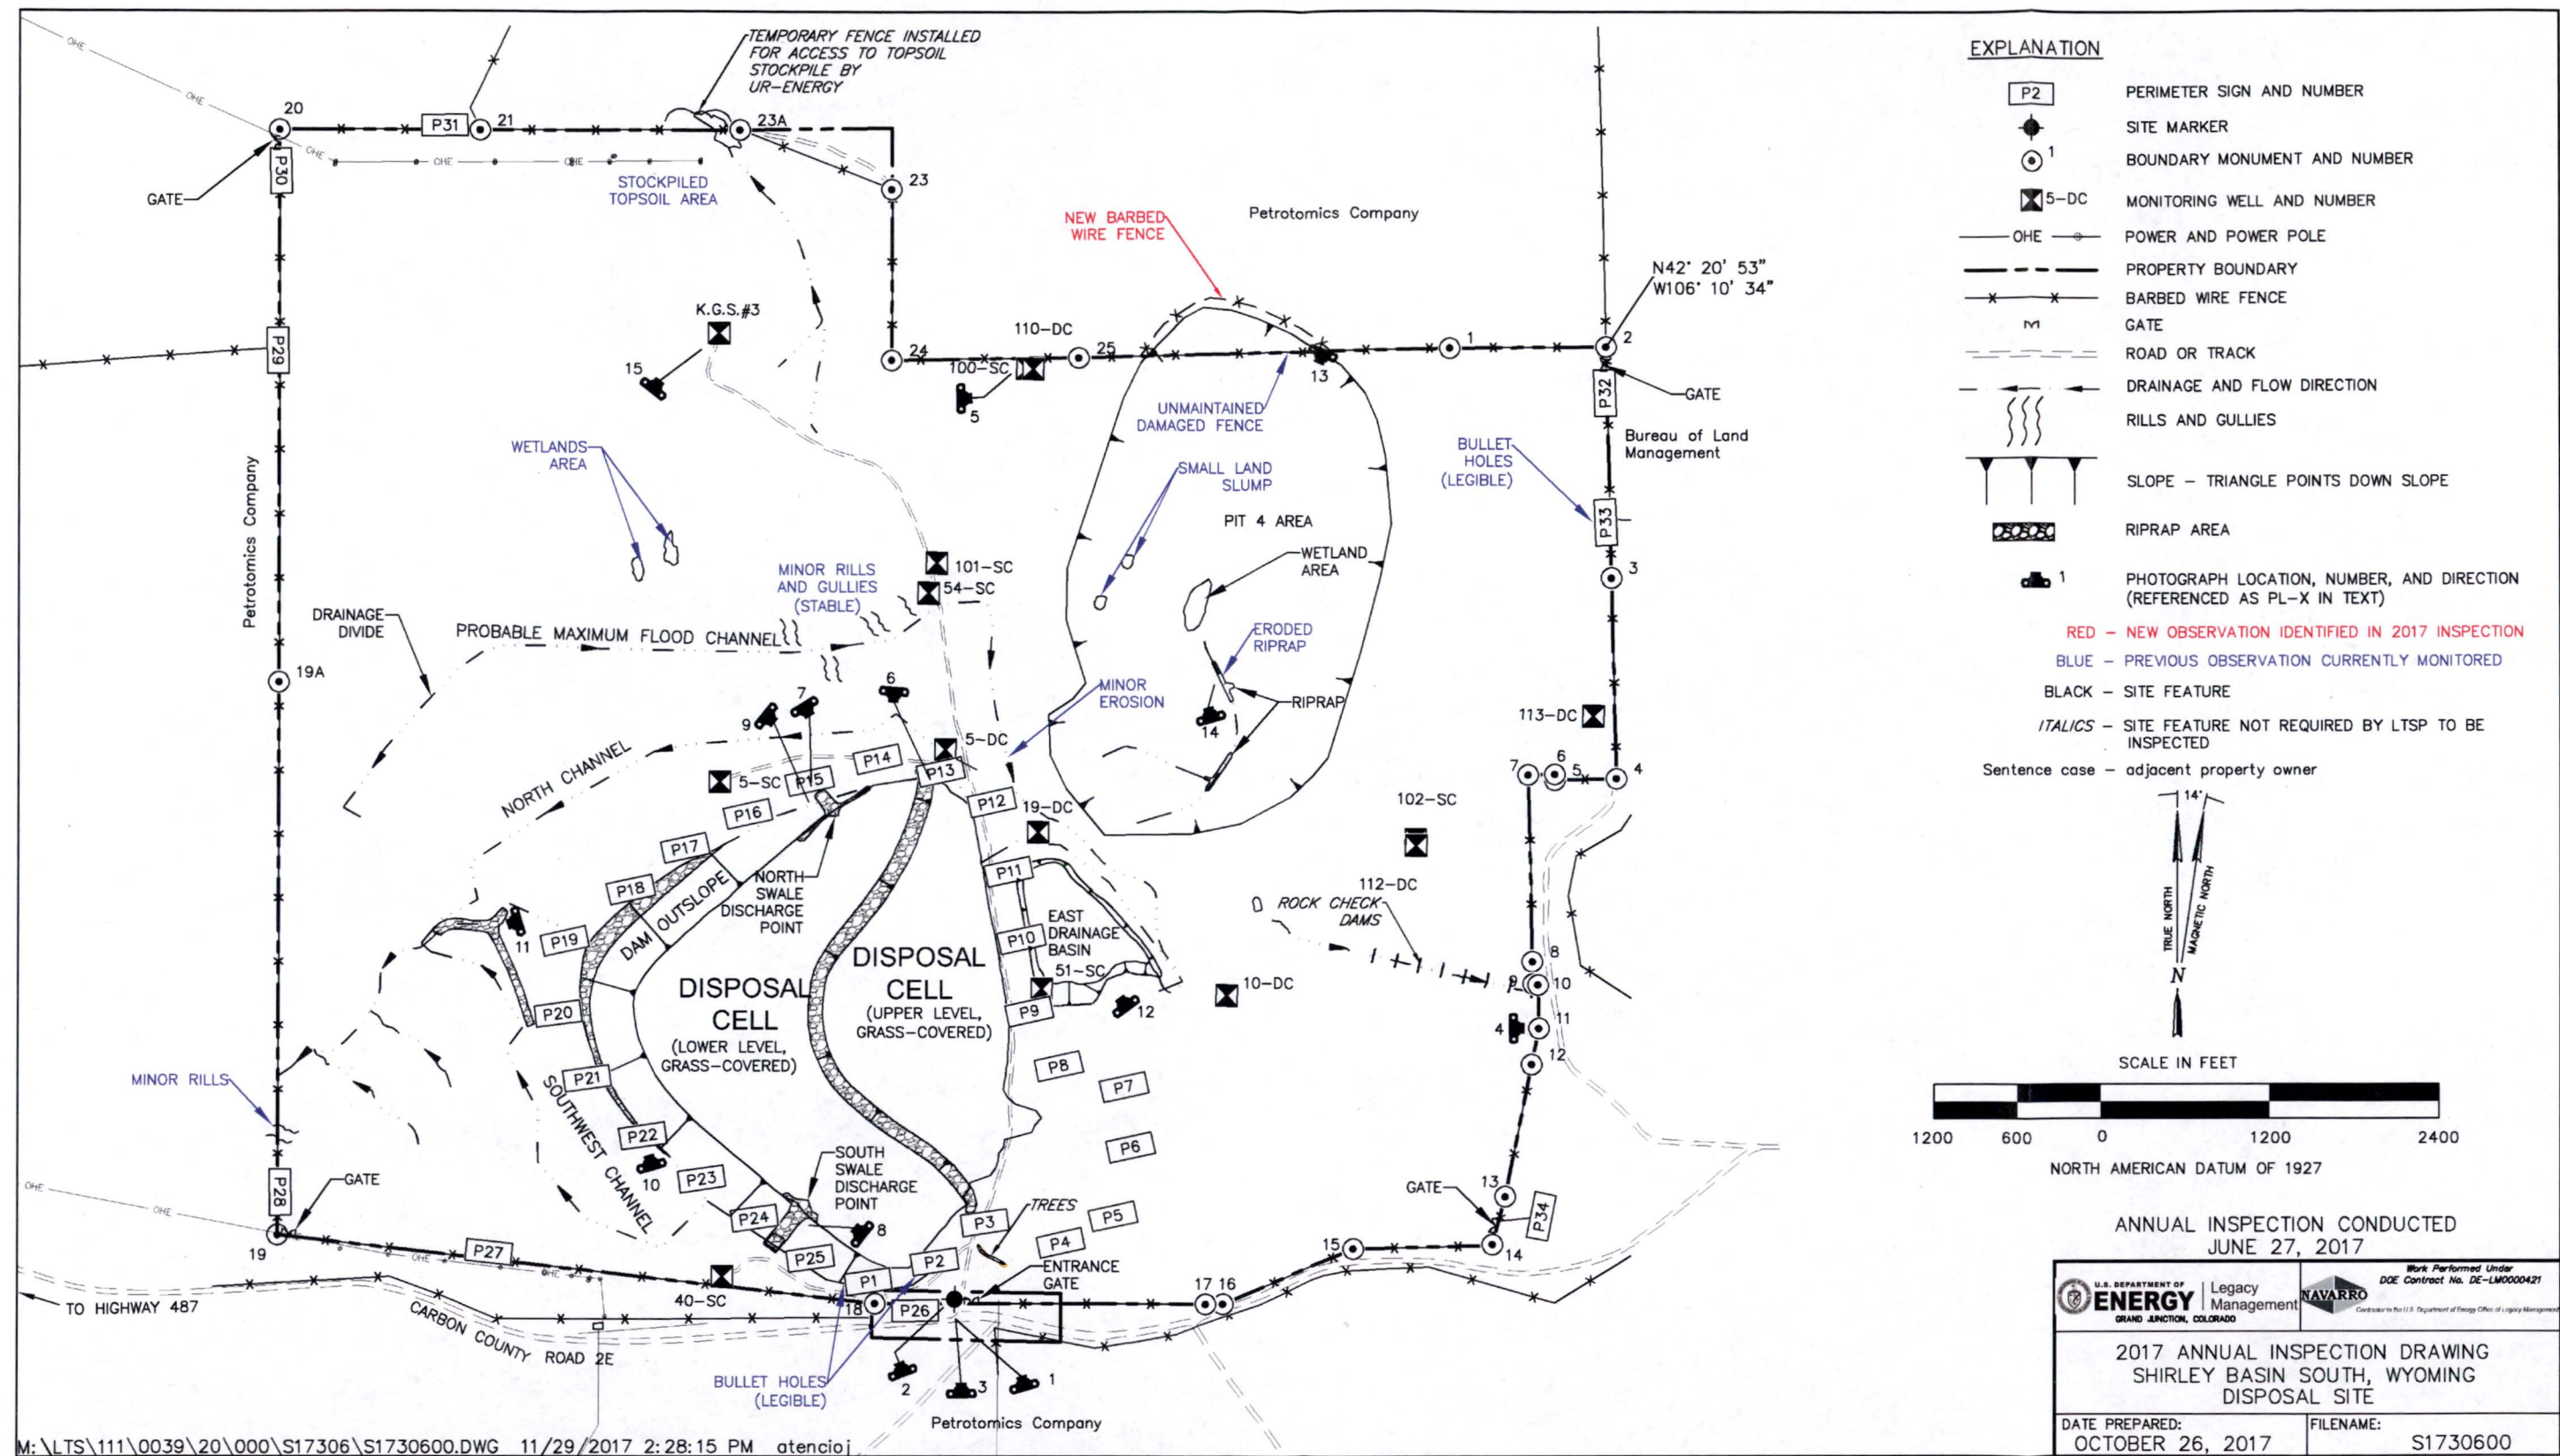 TEMPORARY FENCE INSTALLED
FOR ACCESS TO TOPSOIL
STOCKPILE BY
UR-ENERGY
OHE
OHE
20
P31
21
23A
OHE
OHE
OHE
P30
GATE
STOCKPILED
TOPSOIL AREA
23
NEW BARBED
WIRE FENCE
Petrotomics Company
N42° 20' 53"
W106° 10' 34"
K.G.S.#3
110-DC
P29
15
24
25
1
2
100-SC
5
13
GATE
P32
UNMAINTAINED
DAMAGED FENCE
Bureau of Land
Management
WETLANDS
AREA
BULLET
HOLES
(LEGIBLE)
SMALL LAND
SLUMP
Petrotomics Company
PIT 4 AREA
P33
WETLAND
AREA
101-SC
MINOR RILLS
AND GULLIES
(STABLE)
54-SC
3
DRAINAGE
DIVIDE
PROBABLE MAXIMUM FLOOD CHANNEL
ERODED
RIPRAP
19A
MINOR
EROSION
RIPRAP
6
7
9
14
113-DC
NORTH CHANNEL
5-DC
P14
P13
5-SC
P15
7
6
5
4
P12
19-DC
102-SC
P16
P17
P11
NORTH
SWALE
DISCHARGE
POINT
P18
DAM OUTSLOPE
112-DC
ROCK CHECK
DAMS
EAST
DRAINAGE
BASIN
P10
11
P19
DISPOSAL
CELL
(UPPER LEVEL,
GRASS-COVERED)
DISPOSAL
CELL
(LOWER LEVEL,
GRASS-COVERED)
51-SC
10-DC
8
9
10
P20
P9
12
4
11
12
P8
P7
P21
MINOR RILLS
SOUTHWEST CHANNEL
P22
P6
10
SOUTH
SWALE
DISCHARGE
POINT
P28
GATE
P23
13
GATE
P34
P24
P3
TREES
P5
8
P4
19
OHE
OHE
P27
OHE
OHE
P25
P2
15
14
ENTRANCE
GATE
P1
40-SC
18
P26
17
16
TO HIGHWAY 487
CARBON COUNTY ROAD 2E
BULLET HOLES
(LEGIBLE)
2
3
1
Petrotomics Company
M:\LTS\111\0039\20\000\S17306\S1730600.DWG 11/29/2017 2:28:15 PM atencioj
EXPLANATION
P2 PERIMETER SIGN AND NUMBER
SITE MARKER
1 BOUNDARY MONUMENT AND NUMBER
5-DC MONITORING WELL AND NUMBER
OHE POWER AND POWER POLE
PROPERTY BOUNDARY
BARBED WIRE FENCE
GATE
ROAD OR TRACK
DRAINAGE AND FLOW DIRECTION
RILLS AND GULLIES
SLOPE - TRIANGLE POINTS DOWN SLOPE
RIPRAP AREA
1 PHOTOGRAPH LOCATION, NUMBER, AND DIRECTION
(REFERENCED AS PL-X IN TEXT)
RED - NEW OBSERVATION IDENTIFIED IN 2017 INSPECTION
BLUE - PREVIOUS OBSERVATION CURRENTLY MONITORED
BLACK - SITE FEATURE
ITALICS - SITE FEATURE NOT REQUIRED BY LTSP TO BE
INSPECTED
Sentence case - adjacent property owner
14°
TRUE NORTH
MAGNETIC NORTH
N
SCALE IN FEET
1200 600 0 1200 2400
NORTH AMERICAN DATUM OF 1927
ANNUAL INSPECTION CONDUCTED
JUNE 27, 2017
U.S. DEPARTMENT OF
ENERGY
Legacy
Management
GRAND JUNCTION, COLORADO
NAVARRO
Work Performed Under
DOE Contract No. DE-LM0000421
Contractor to the U.S. Department of Energy Office of Legacy Management
2017 ANNUAL INSPECTION DRAWING
SHIRLEY BASIN SOUTH, WYOMING
DISPOSAL SITE
DATE PREPARED:
OCTOBER 26, 2017
FILENAME:
S1730600